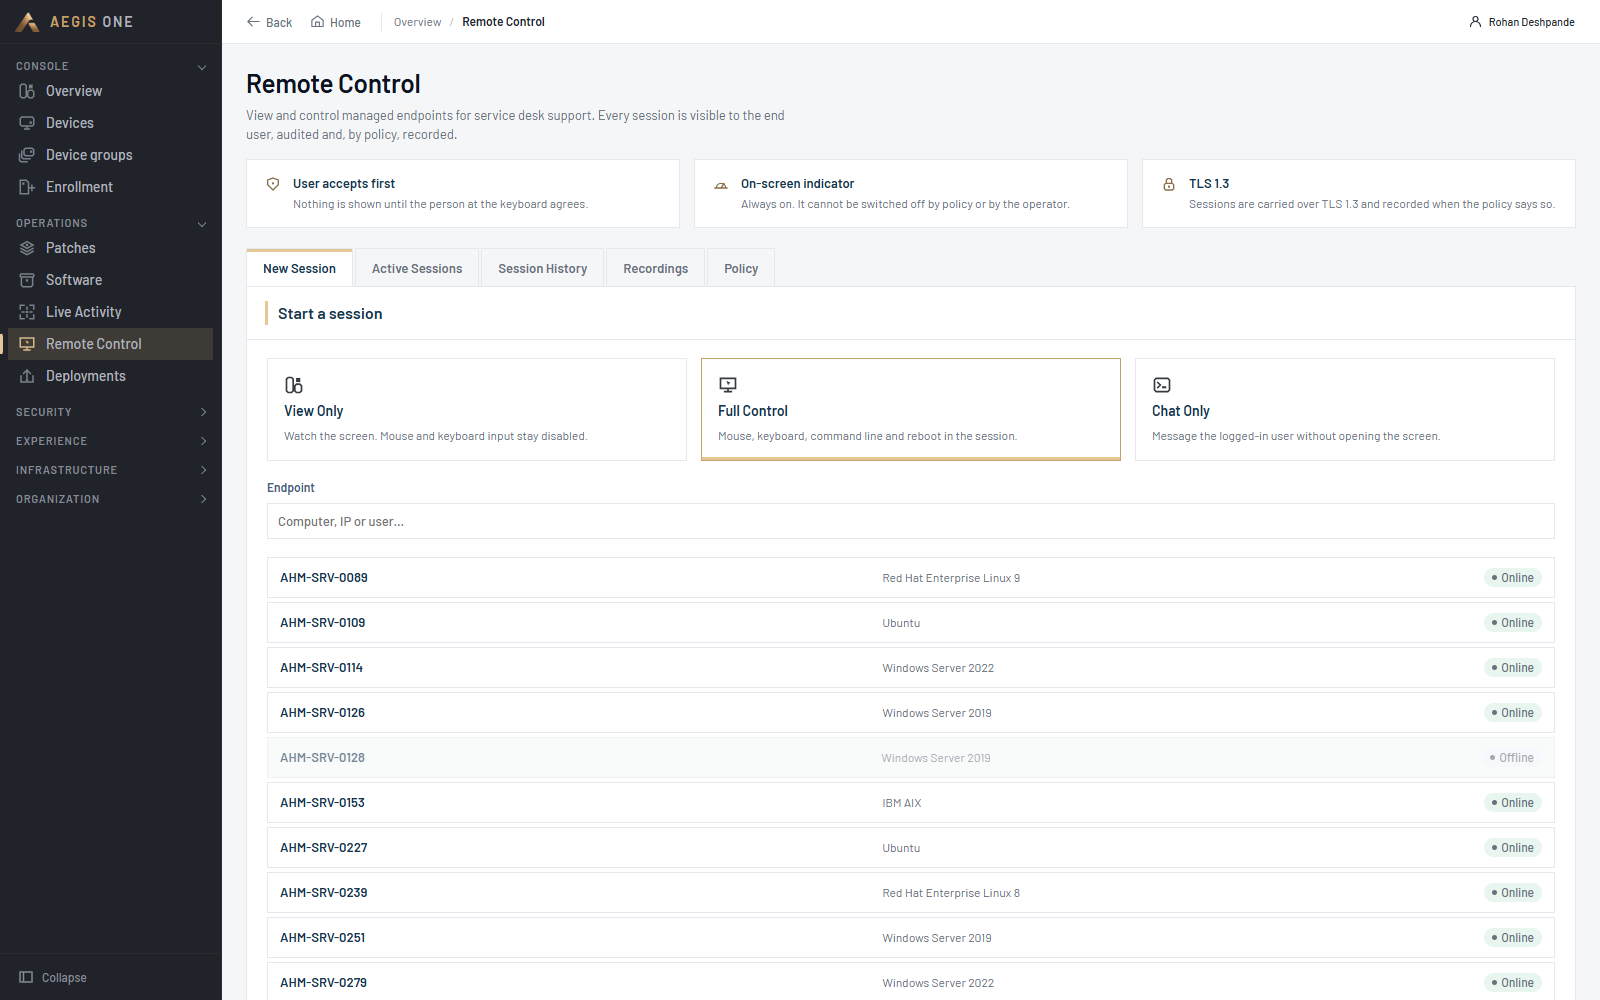 AEGIS ONE
Back
Home
Overview / Remote Control
Rohan Deshpande
CONSOLE
Overview
Devices
Device groups
Enrollment
OPERATIONS
Patches
Software
Live Activity
Remote Control
Deployments
SECURITY
EXPERIENCE
INFRASTRUCTURE
ORGANIZATION
Collapse
Remote Control
View and control managed endpoints for service desk support. Every session is visible to the end
user, audited and, by policy, recorded.
User accepts first
Nothing is shown until the person at the keyboard agrees.
On-screen indicator
Always on. It cannot be switched off by policy or by the operator.
TLS 1.3
Sessions are carried over TLS 1.3 and recorded when the policy says so.
New Session
Active Sessions
Session History
Recordings
Policy
Start a session
View Only
Watch the screen. Mouse and keyboard input stay disabled.
Full Control
Mouse, keyboard, command line and reboot in the session.
Chat Only
Message the logged-in user without opening the screen.
Endpoint
Computer, IP or user...
AHM-SRV-0089 Red Hat Enterprise Linux 9 Online
AHM-SRV-0109 Ubuntu Online
AHM-SRV-0114 Windows Server 2022 Online
AHM-SRV-0126 Windows Server 2019 Online
AHM-SRV-0128 Windows Server 2019 Offline
AHM-SRV-0153 IBM AIX Online
AHM-SRV-0227 Ubuntu Online
AHM-SRV-0239 Red Hat Enterprise Linux 8 Online
AHM-SRV-0251 Windows Server 2019 Online
AHM-SRV-0279 Windows Server 2022 Online